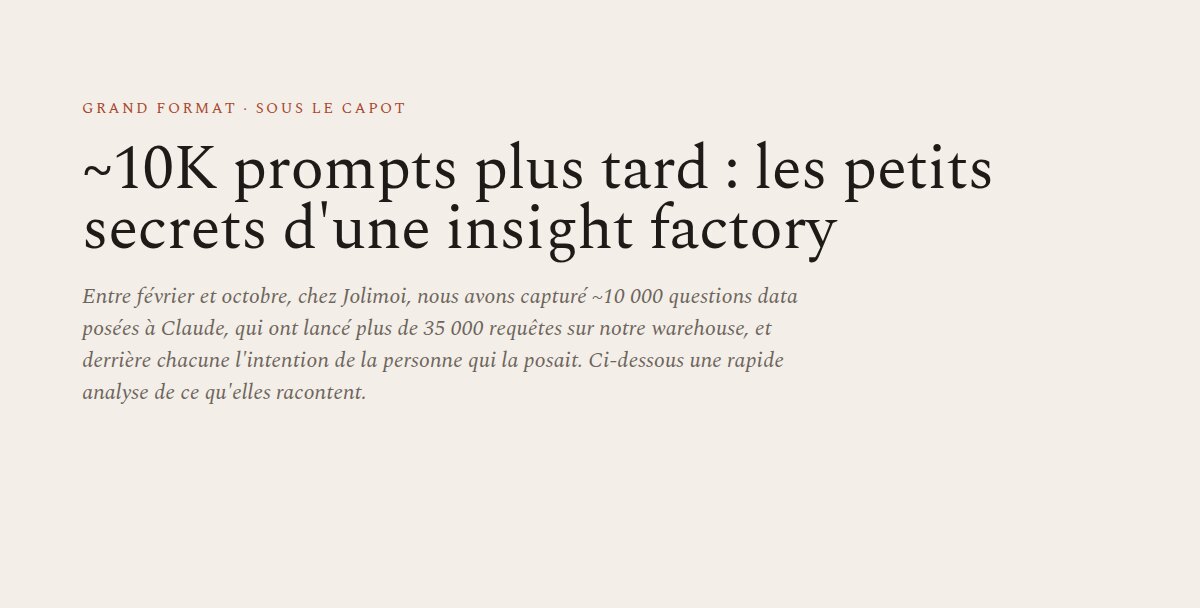 GRAND FORMAT · SOUS LE CAPOT
~10K prompts plus tard : les petits
secrets d'une insight factory
Entre février et octobre, chez Jolimoi, nous avons capturé ~10 000 questions data
posées à Claude, qui ont lancé plus de 35 000 requêtes sur notre warehouse, et
derrière chacune l'intention de la personne qui la posait. Ci-dessous une rapide
analyse de ce qu'elles racontent.